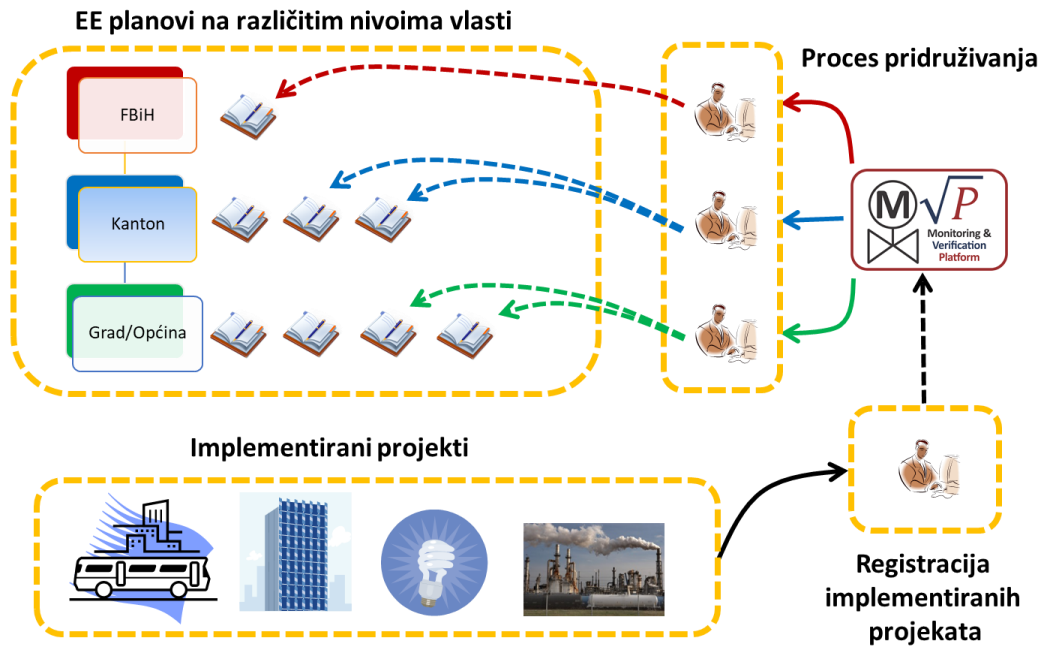 EE planovi na različitim nivoima vlasti
Proces pridruživanja
FBiH
Kanton
Grad/Općina
M √P
Monitoring &
Verification
Platform
Implementirani projekti
Registracija
implementiranih
projekata